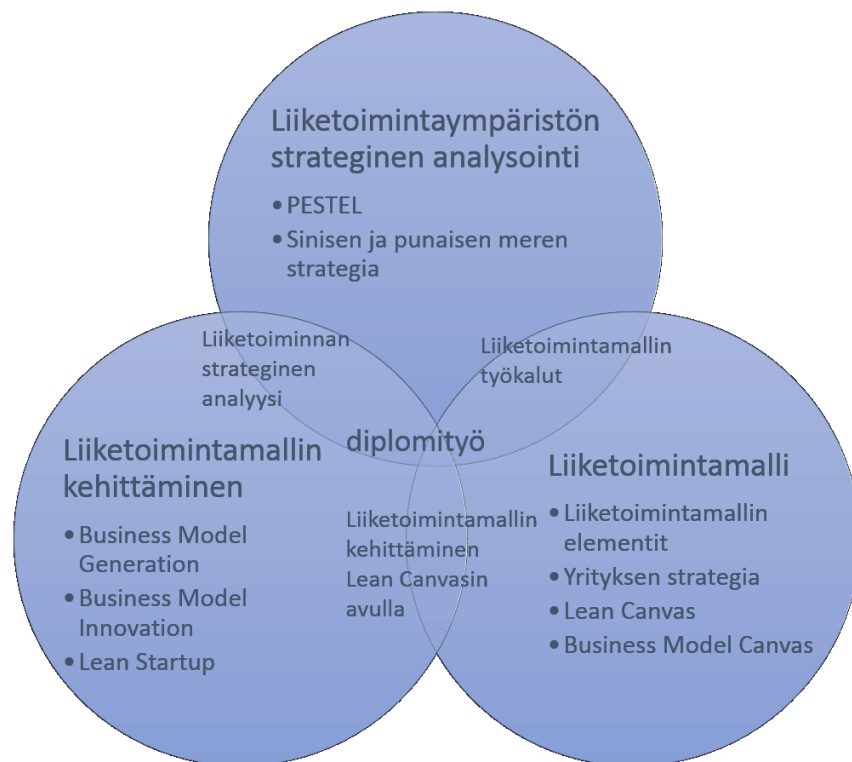 Liiketoimintaympäristön
strateginen analysointi
• PESTEL
• Sinisen ja punaisen meren
strategia
Liiketoiminnan
strateginen
analyysi
Liiketoimintamallin
työkalut
diplomityö
Liiketoimintamallin
kehittäminen
• Business Model
Generation
• Business Model
Innovation
• Lean Startup
Liiketoimintamallin
kehittäminen
Lean Canvasin
avulla
Liiketoimintamalli
• Liiketoimintamallin
elementit
• Yrityksen strategia
• Lean Canvas
• Business Model Canvas